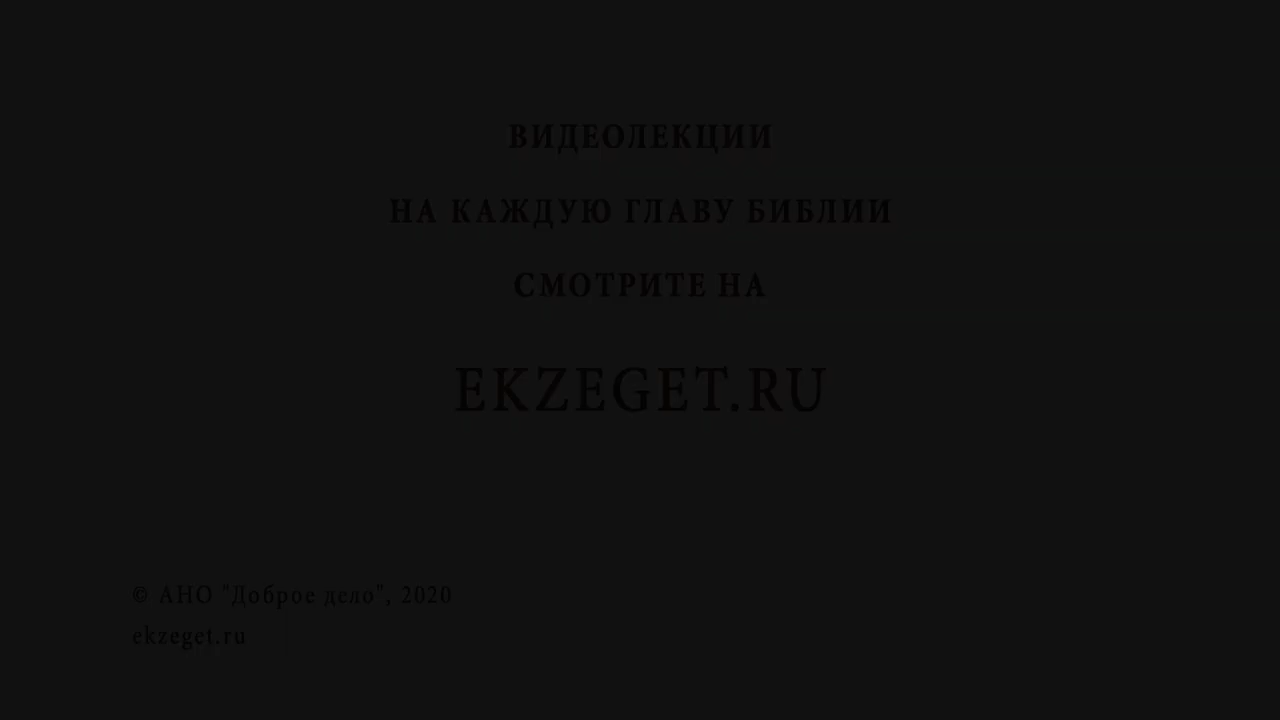 ВИДЕОЛЕКЦИИ
НА КАЖДУЮ ГЛАВУ БИБЛИИ
СМОТРИТЕ НА
EKZEGET.RU
© АНО "Доброе дело", 2020
ekzeget.ru